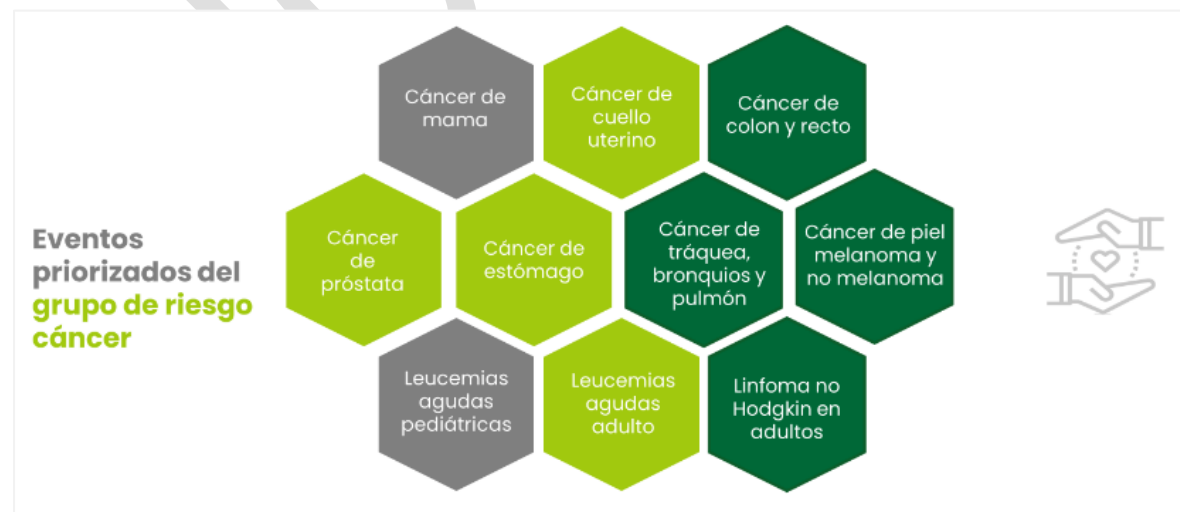 Eventos
priorizados del
grupo de riesgo
cáncer
Cáncer de
mama
Cáncer de
cuello
uterino
Cáncer de
colon y recto
Cáncer
de
próstata
Cáncer de
estómago
Cáncer de
tráquea,
bronquios y
pulmón
Cáncer de piel
melanoma y
no melanoma
Leucemias
agudas
pediátricas
Leucemias
agudas
adulto
Linfoma no
Hodgkin en
adultos